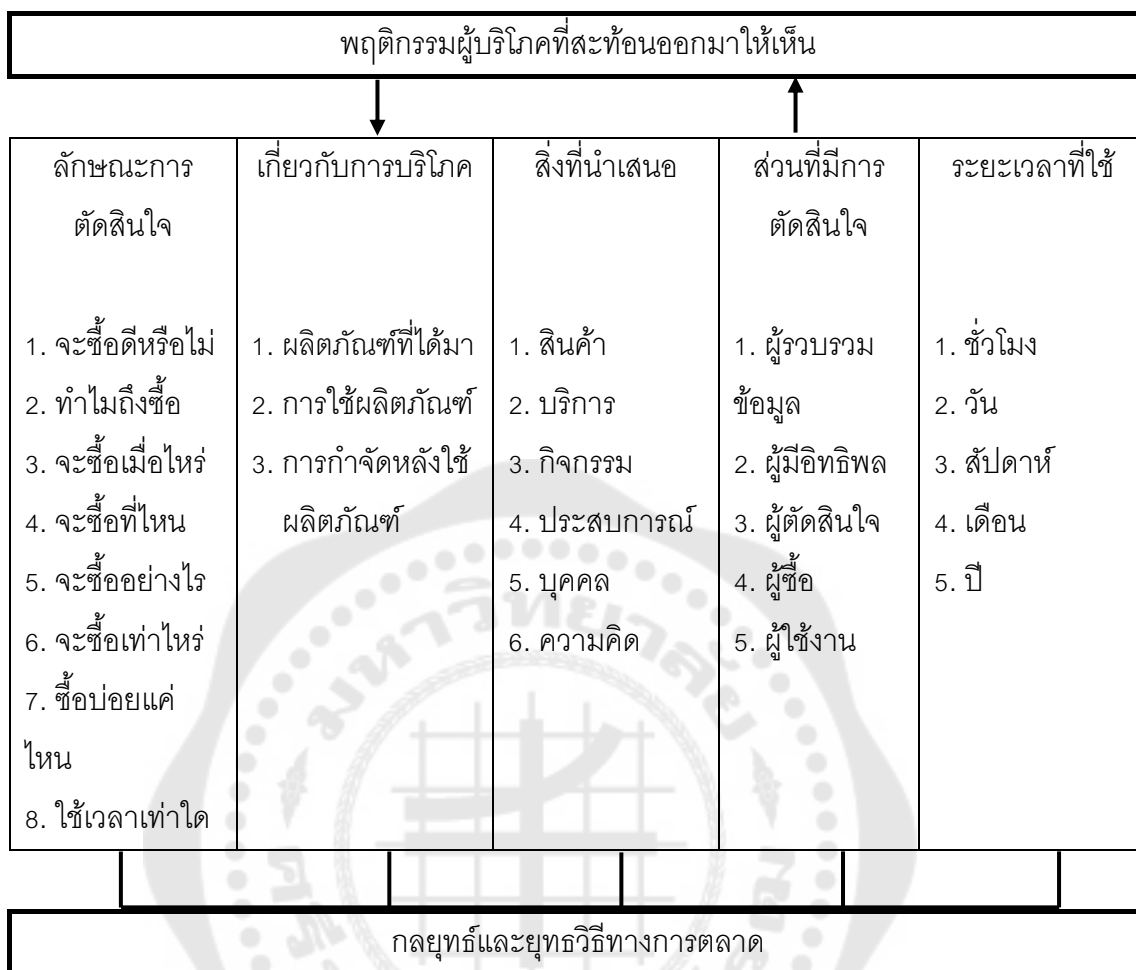 พฤติกรรมผู้บริโภคที่สะท้อนออกมาให้เห็น
ลักษณะการ
ตัดสินใจ
1. จะซื้อดีหรือไม่
2. ทำไมถึงซื้อ
3. จะซื้อเมื่อไหร่
4. จะซื้อที่ไหน
5. จะซื้ออย่างไร
6. จะซื้อเท่าไหร่
7. ซื้อบ่อยแค่
ไหน
8. ใช้เวลาเท่าใด
เกี่ยวกับการบริโภค
1. ผลิตภัณฑ์ที่ได้มา
2. การใช้ผลิตภัณฑ์
3. การกำจัดหลังใช้
ผลิตภัณฑ์
สิ่งที่นำเสนอ
1. สินค้า
2. บริการ
3. กิจกรรม
4. ประสบการณ์
5. บุคคล
6. ความคิด
ส่วนที่มีการ
ตัดสินใจ
1. ผู้รวบรวม
ข้อมูล
2. ผู้มีอิทธิพล
3. ผู้ตัดสินใจ
4. ผู้ซื้อ
5. ผู้ใช้งาน
ระยะเวลาที่ใช้
1. ชั่วโมง
2. วัน
3. สัปดาห์
4. เดือน
5. ปี
กลยุทธ์และยุทธวิธีทางการตลาด
มหาวิทยาลัย